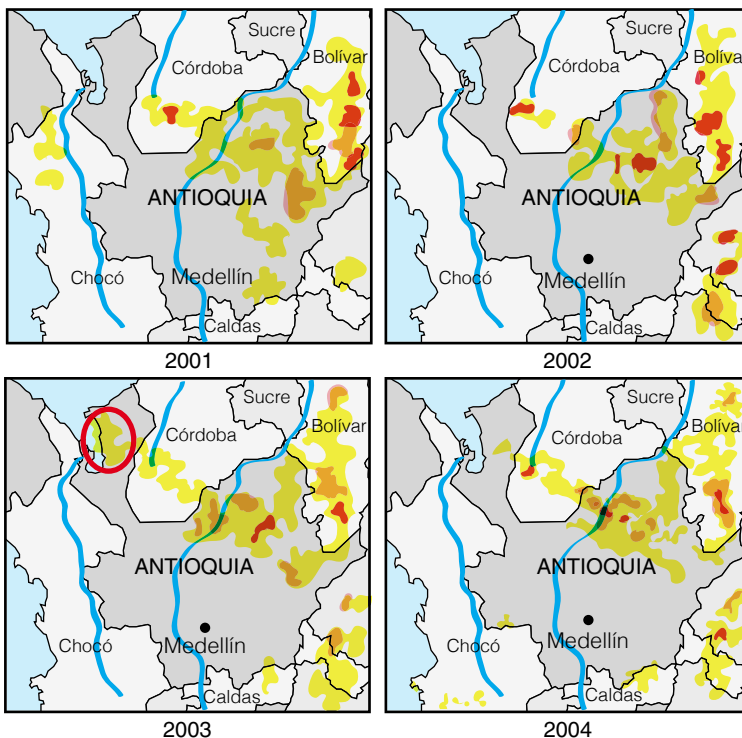 Sucre
Bolívar
Córdoba
ANTIOQUIA
Chocó
Medellín
Caldas
2001
Sucre
Bolívar
Córdoba
ANTIOQUIA
Medellín
Chocó
Caldas
2002
Sucre
Bolívar
Córdoba
ANTIOQUIA
Chocó
Medellín
Caldas
2003
Sucre
Bolívar
Córdoba
ANTIOQUIA
Chocó
Medellín
Caldas
2004